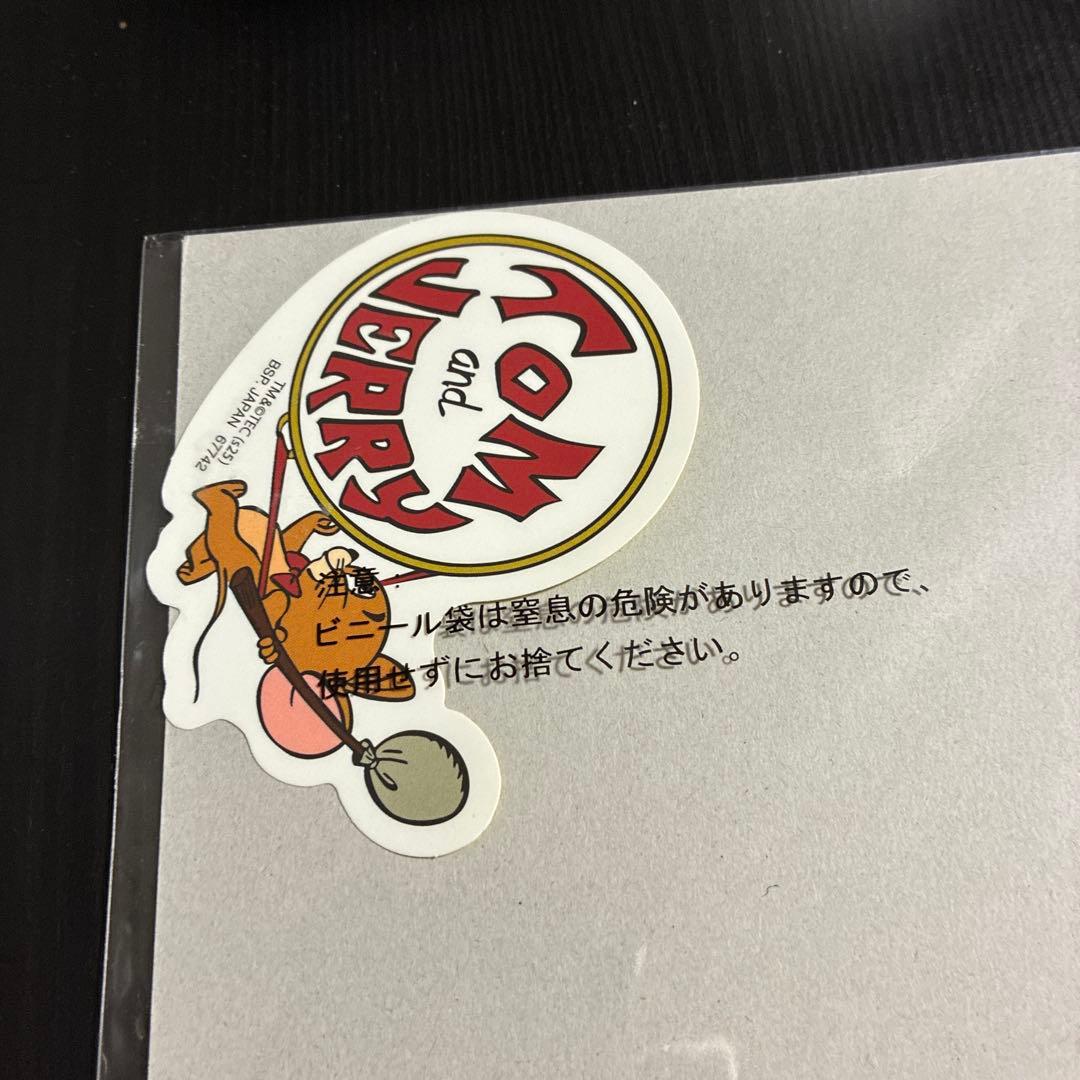 TOM
and
JERRY
TM&©TEC (s25)
BSP. JAPAN 67742
注意：
ビニール袋は窒息の危険がありますので、
使用せずにお捨てください。